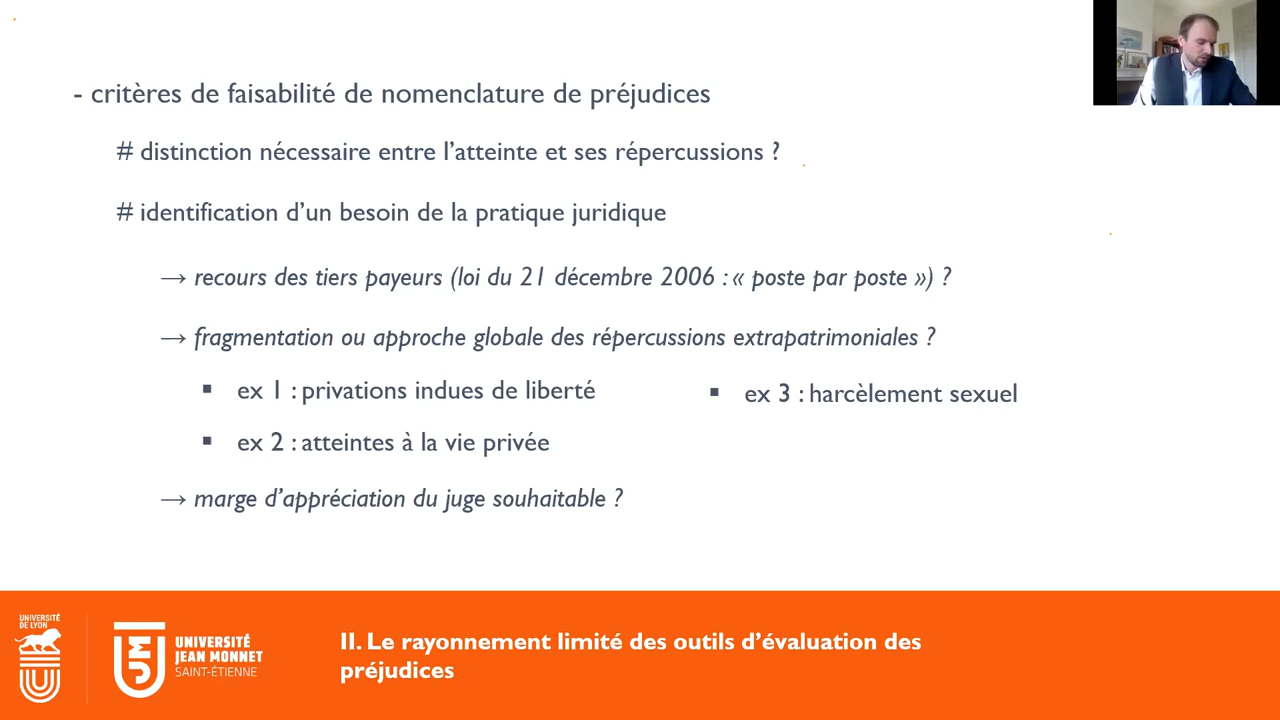 - critères de faisabilité de nomenclature de préjudices
# distinction nécessaire entre l’atteinte et ses répercussions ?
# identification d’un besoin de la pratique juridique
→ recours des tiers payeurs (loi du 21 décembre 2006 : « poste par poste ») ?
→ fragmentation ou approche globale des répercussions extrapatrimoniales ?
▪ ex 1 : privations indues de liberté
▪ ex 3 : harcèlement sexuel
▪ ex 2 : atteintes à la vie privée
→ marge d’appréciation du juge souhaitable ?
UNIVERSITÉ
DE LYON
UNIVERSITÉ
JEAN MONNET
SAINT-ÉTIENNE
II. Le rayonnement limité des outils d’évaluation des
préjudices